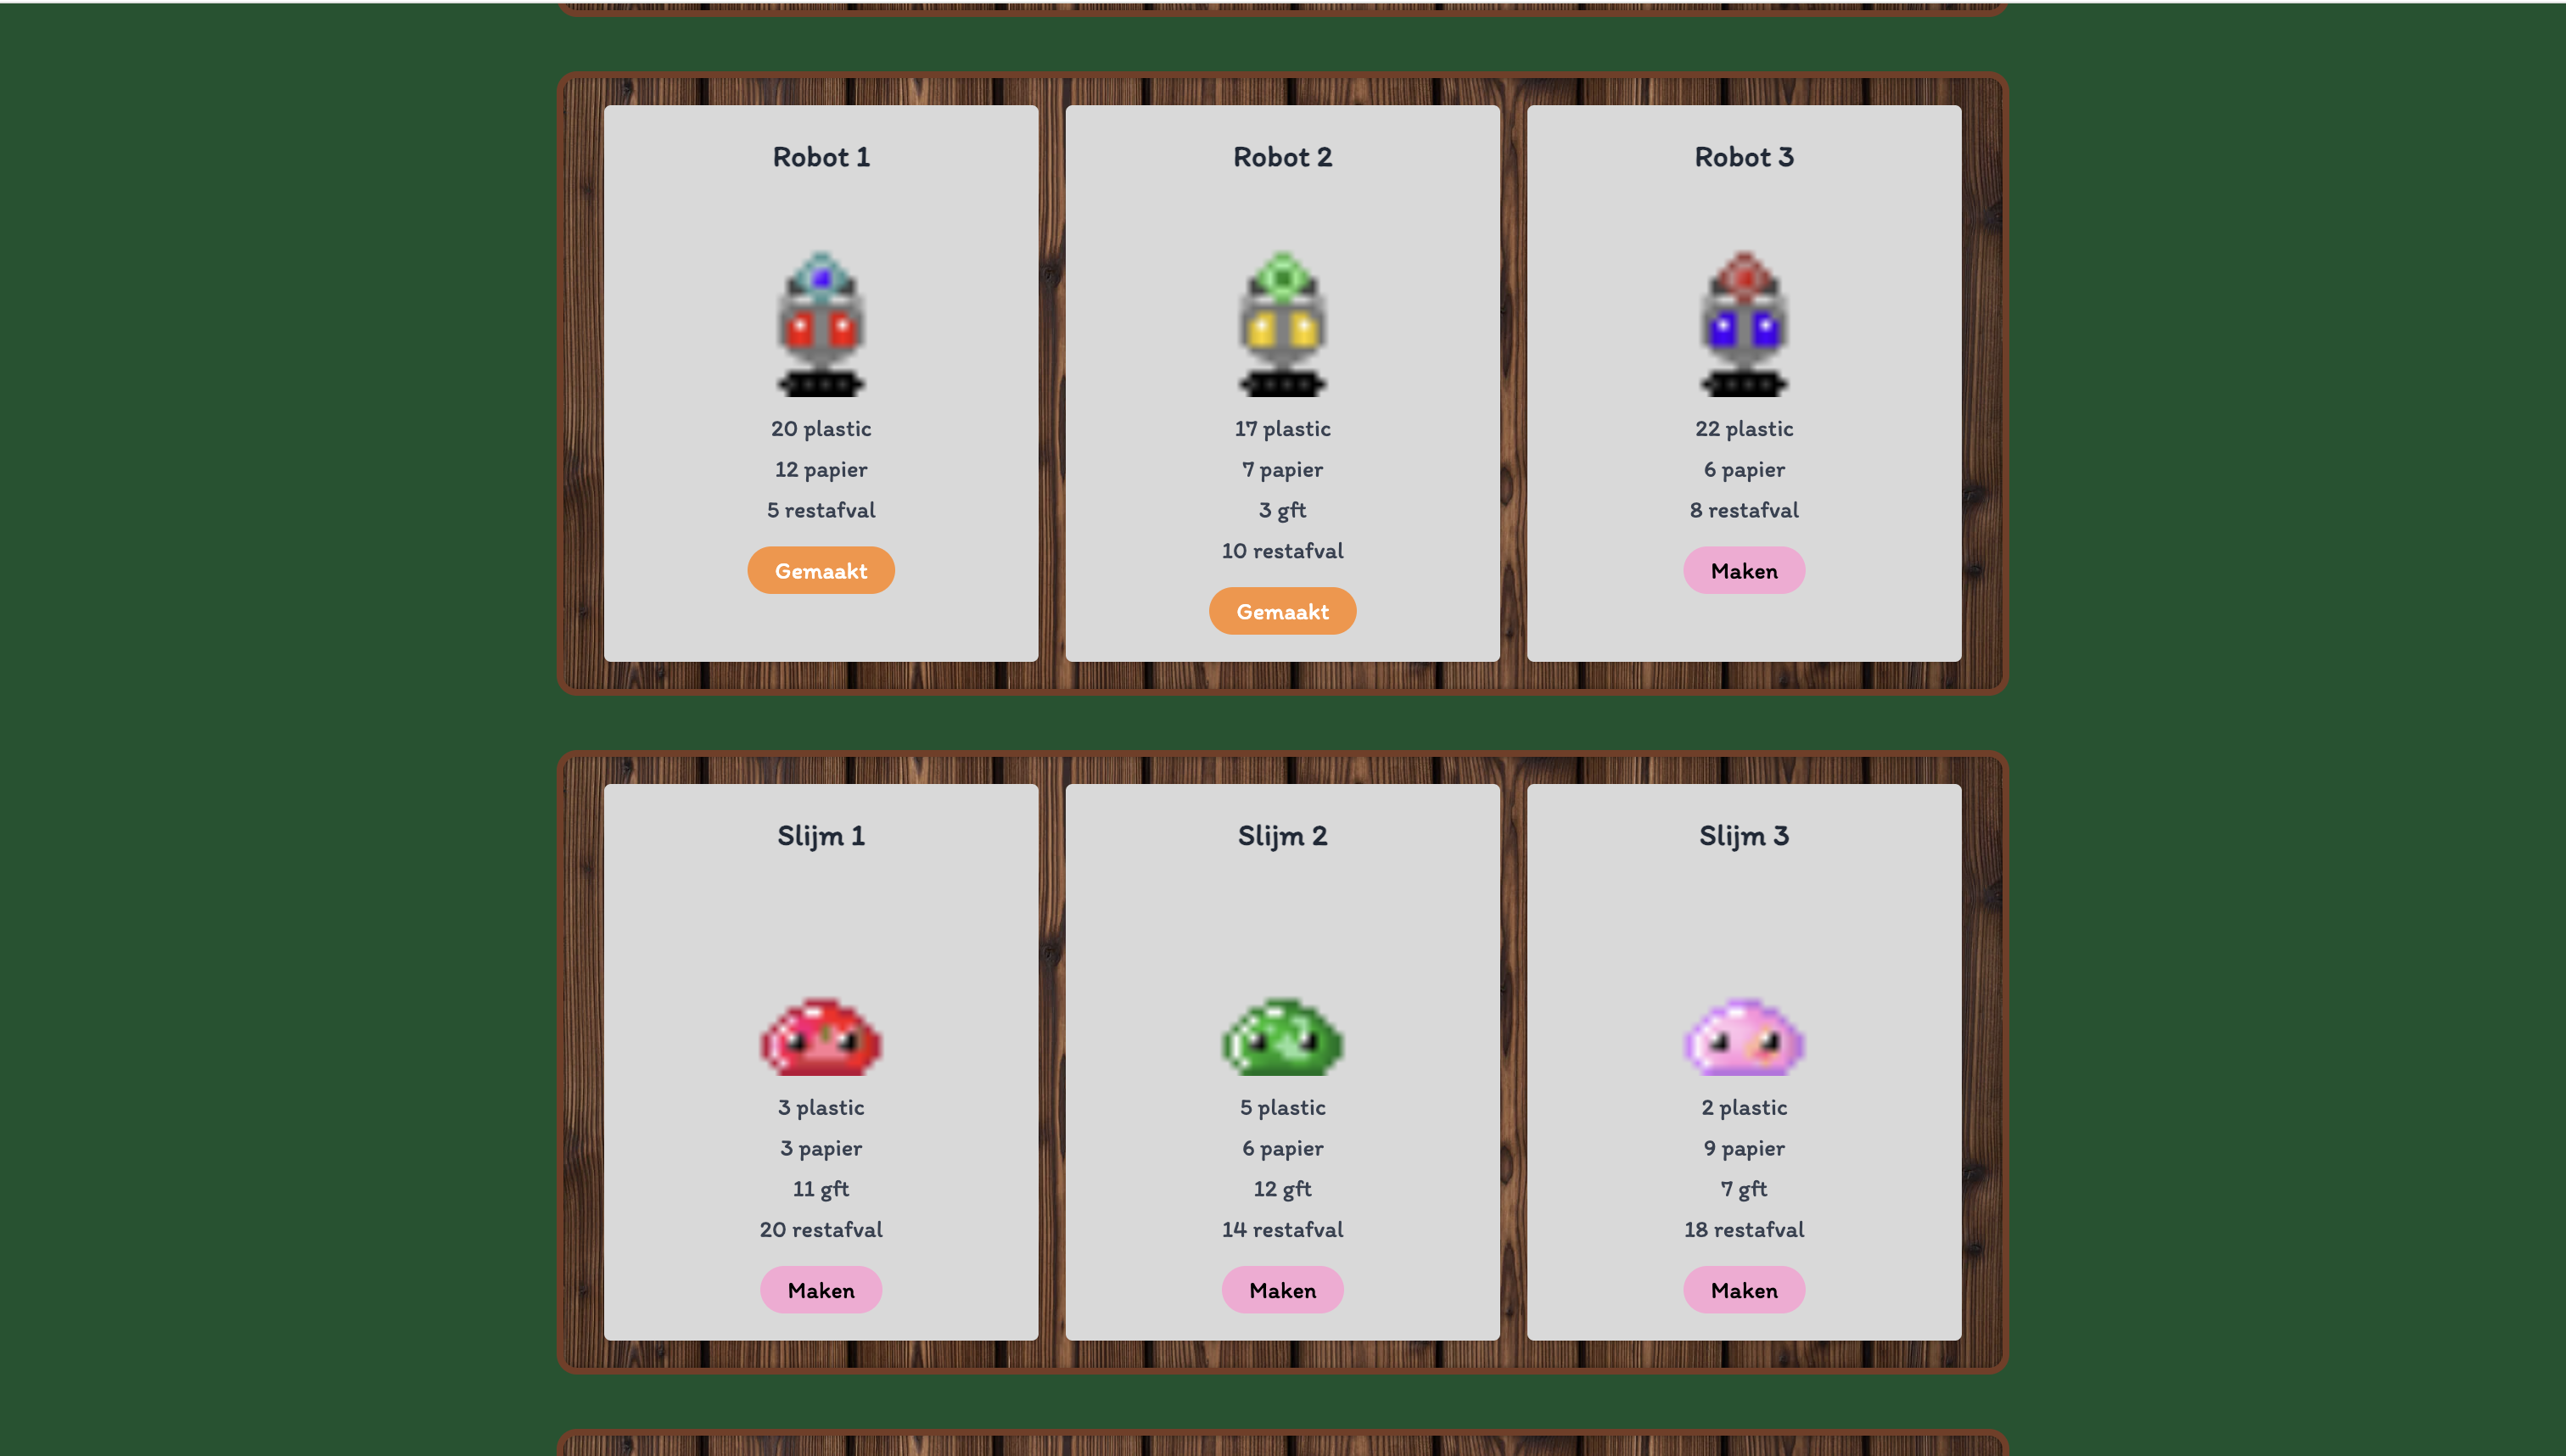 Robot 1
20 plastic
12 papier
5 restafval
Gemaakt
Robot 2
17 plastic
7 papier
3 gft
10 restafval
Gemaakt
Robot 3
22 plastic
6 papier
8 restafval
Maken
Slijm 1
3 plastic
3 papier
11 gft
20 restafval
Maken
Slijm 2
5 plastic
6 papier
12 gft
14 restafval
Maken
Slijm 3
2 plastic
9 papier
7 gft
18 restafval
Maken